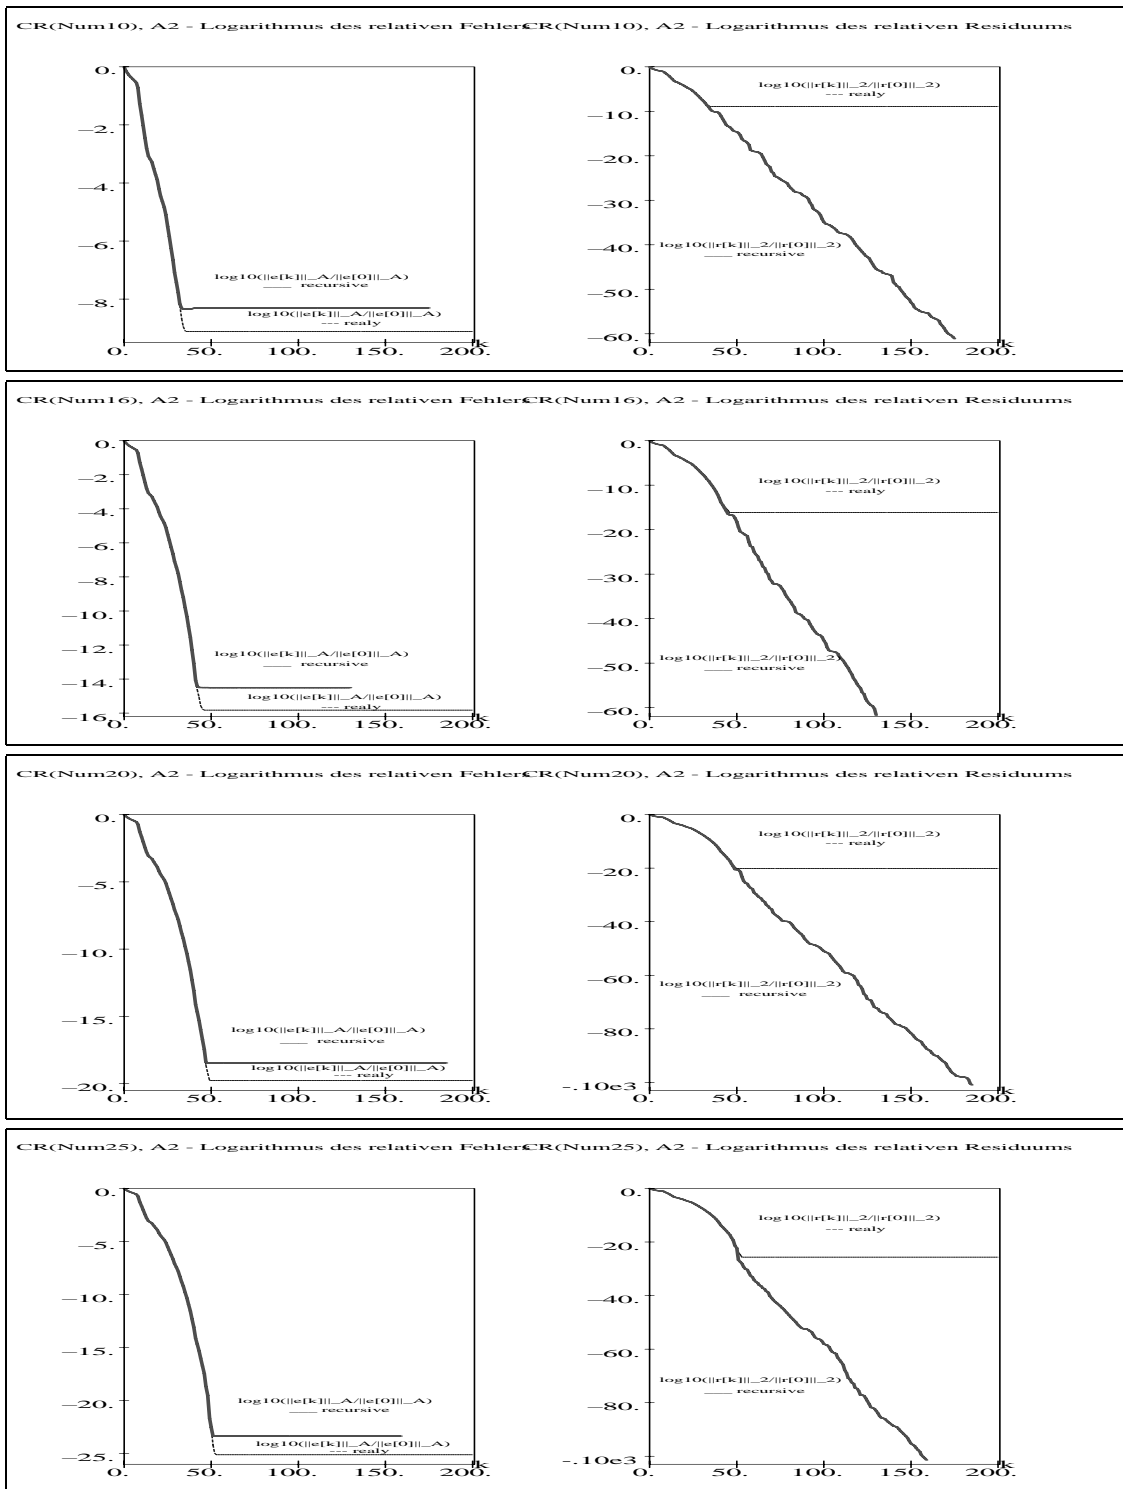 CR(Num10), A2 - Logarithmus des relativen Fehlers
0.
−2.
−4.
−6.
−8.
log10(||e[k]||_A/||e[0]||_A)
___ recursive
log10(||e[k]||_A/||e[0]||_A)
--- realy
0. 50. 100. 150. 200. k
CR(Num10), A2 - Logarithmus des relativen Residuums
0.
−10.
−20.
−30.
−40.
−50.
−60.
log10(||r[k]||_2/||r[0]||_2)
--- realy
log10(||r[k]||_2/||r[0]||_2)
___ recursive
0. 50. 100. 150. 200. k
CR(Num16), A2 - Logarithmus des relativen Fehlers
0.
−2.
−4.
−6.
−8.
−10.
−12.
−14.
−16.
log10(||e[k]||_A/||e[0]||_A)
___ recursive
log10(||e[k]||_A/||e[0]||_A)
--- realy
0. 50. 100. 150. 200. k
CR(Num16), A2 - Logarithmus des relativen Residuums
0.
−10.
−20.
−30.
−40.
−50.
−60.
log10(||r[k]||_2/||r[0]||_2)
--- realy
log10(||r[k]||_2/||r[0]||_2)
___ recursive
0. 50. 100. 150. 200. k
CR(Num20), A2 - Logarithmus des relativen Fehlers
0.
−5.
−10.
−15.
−20.
log10(||e[k]||_A/||e[0]||_A)
___ recursive
log10(||e[k]||_A/||e[0]||_A)
--- realy
0. 50. 100. 150. 200. k
CR(Num20), A2 - Logarithmus des relativen Residuums
0.
−20.
−40.
−60.
−80.
-.10e3
log10(||r[k]||_2/||r[0]||_2)
--- realy
log10(||r[k]||_2/||r[0]||_2)
___ recursive
0. 50. 100. 150. 200. k
CR(Num25), A2 - Logarithmus des relativen Fehlers
0.
−5.
−10.
−15.
−20.
−25.
log10(||e[k]||_A/||e[0]||_A)
___ recursive
log10(||e[k]||_A/||e[0]||_A)
--- realy
0. 50. 100. 150. 200. k
CR(Num25), A2 - Logarithmus des relativen Residuums
0.
−20.
−40.
−60.
−80.
-.10e3
log10(||r[k]||_2/||r[0]||_2)
--- realy
log10(||r[k]||_2/||r[0]||_2)
___ recursive
0. 50. 100. 150. 200. k